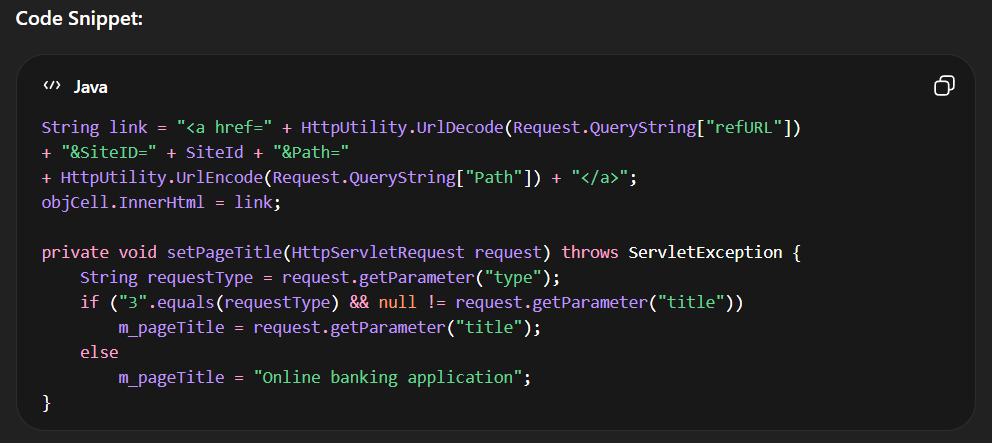 Code Snippet:
</> Java
String link = "<a href=" + HttpUtility.UrlDecode(Request.QueryString["refURL"])
+ "&SiteID=" + SiteId + "&Path="
+ HttpUtility.UrlEncode(Request.QueryString["Path"]) + "</a>";
objCell.InnerHtml = link;

private void setPageTitle(HttpServletRequest request) throws ServletException {
    String requestType = request.getParameter("type");
    if ("3".equals(requestType) && null != request.getParameter("title"))
        m_pageTitle = request.getParameter("title");
    else
        m_pageTitle = "Online banking application";
}